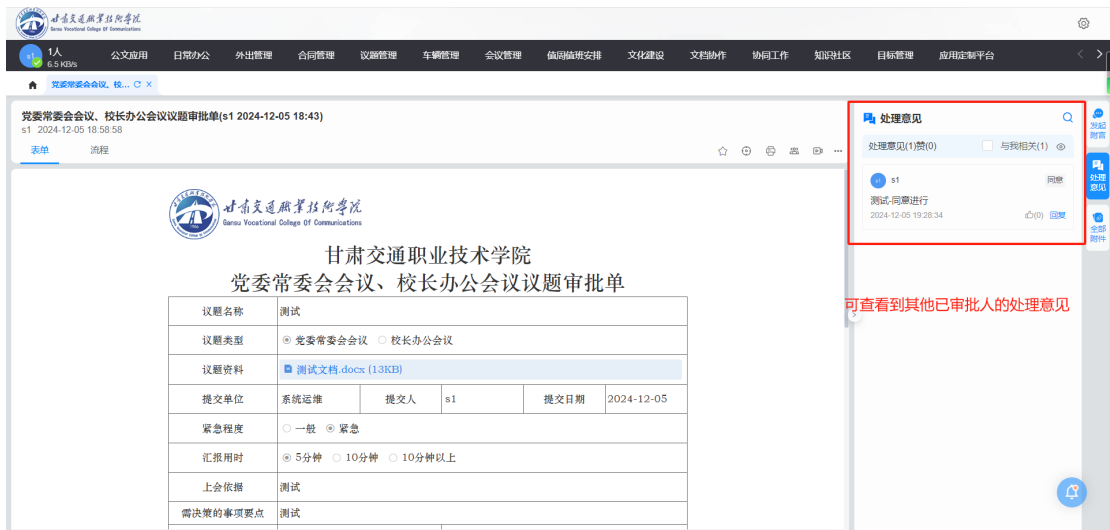 甘肃交通职业技术学院
Gansu Vocational College Of Communications
s1
1人
6.5 KB/s
公文应用 日常办公 外出管理 合同管理 议题管理 车辆管理 会议管理 值周值班安排 文化建设 文档协作 协同工作 知识社区 目标管理 应用定制平台
党委常委会会议、校... ×
党委常委会会议、校长办公会议议题审批单(s1 2024-12-05 18:43)
s1 2024-12-05 18:58:58
表单 流程
甘肃交通职业技术学院
Gansu Vocational College Of Communications
1966
甘肃交通职业技术学院
党委常委会会议、校长办公会议议题审批单
议题名称 测试
议题类型 党委常委会会议 校长办公会议
议题资料 测试文档.docx (13KB)
提交单位 系统运维 提交人 s1 提交日期 2024-12-05
紧急程度 一般 紧急
汇报用时 5分钟 10分钟 10分钟以上
上会依据 测试
需决策的事项要点 测试
处理意见
处理意见(1)赞(0) 与我相关(1)
s1 s1 同意
测试-同意进行
2024-12-05 19:28:34 (0) 回复
可查看到其他已审批人的处理意见
发起
附言
处理
意见
全部
附件